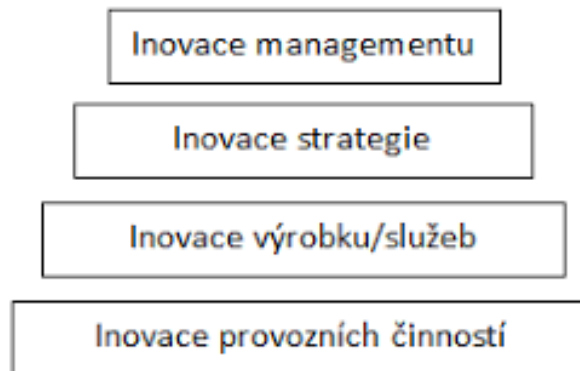 Inovace managementu
Inovace strategie
Inovace výrobku/služeb
Inovace provozních činností